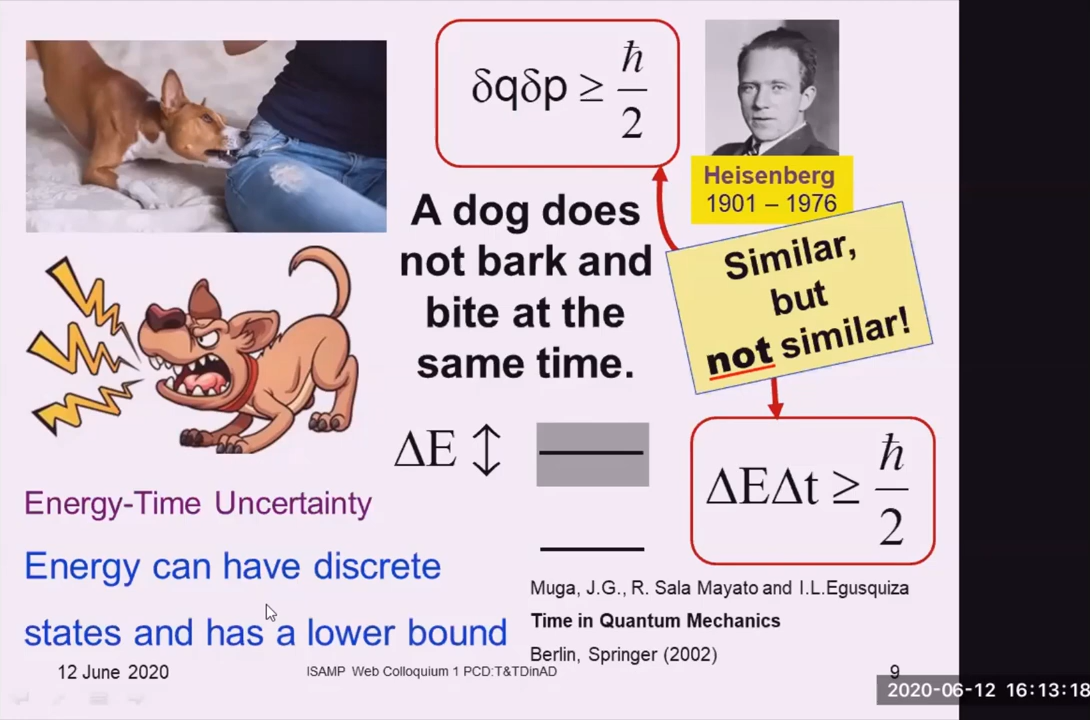 δqδp ≥ ħ/2
Heisenberg
1901 – 1976
A dog does
not bark and
bite at the
same time.
Similar,
but
not similar!
ΔE ↕
ΔEΔt ≥ ħ/2
Energy-Time Uncertainty
Energy can have discrete
states and has a lower bound
Muga, J.G., R. Sala Mayato and I.L.Egusquiza
Time in Quantum Mechanics
Berlin, Springer (2002)
12 June 2020
ISAMP Web Colloquium 1 PCD:T&TDinAD
9
2020-06-12 16:13:18